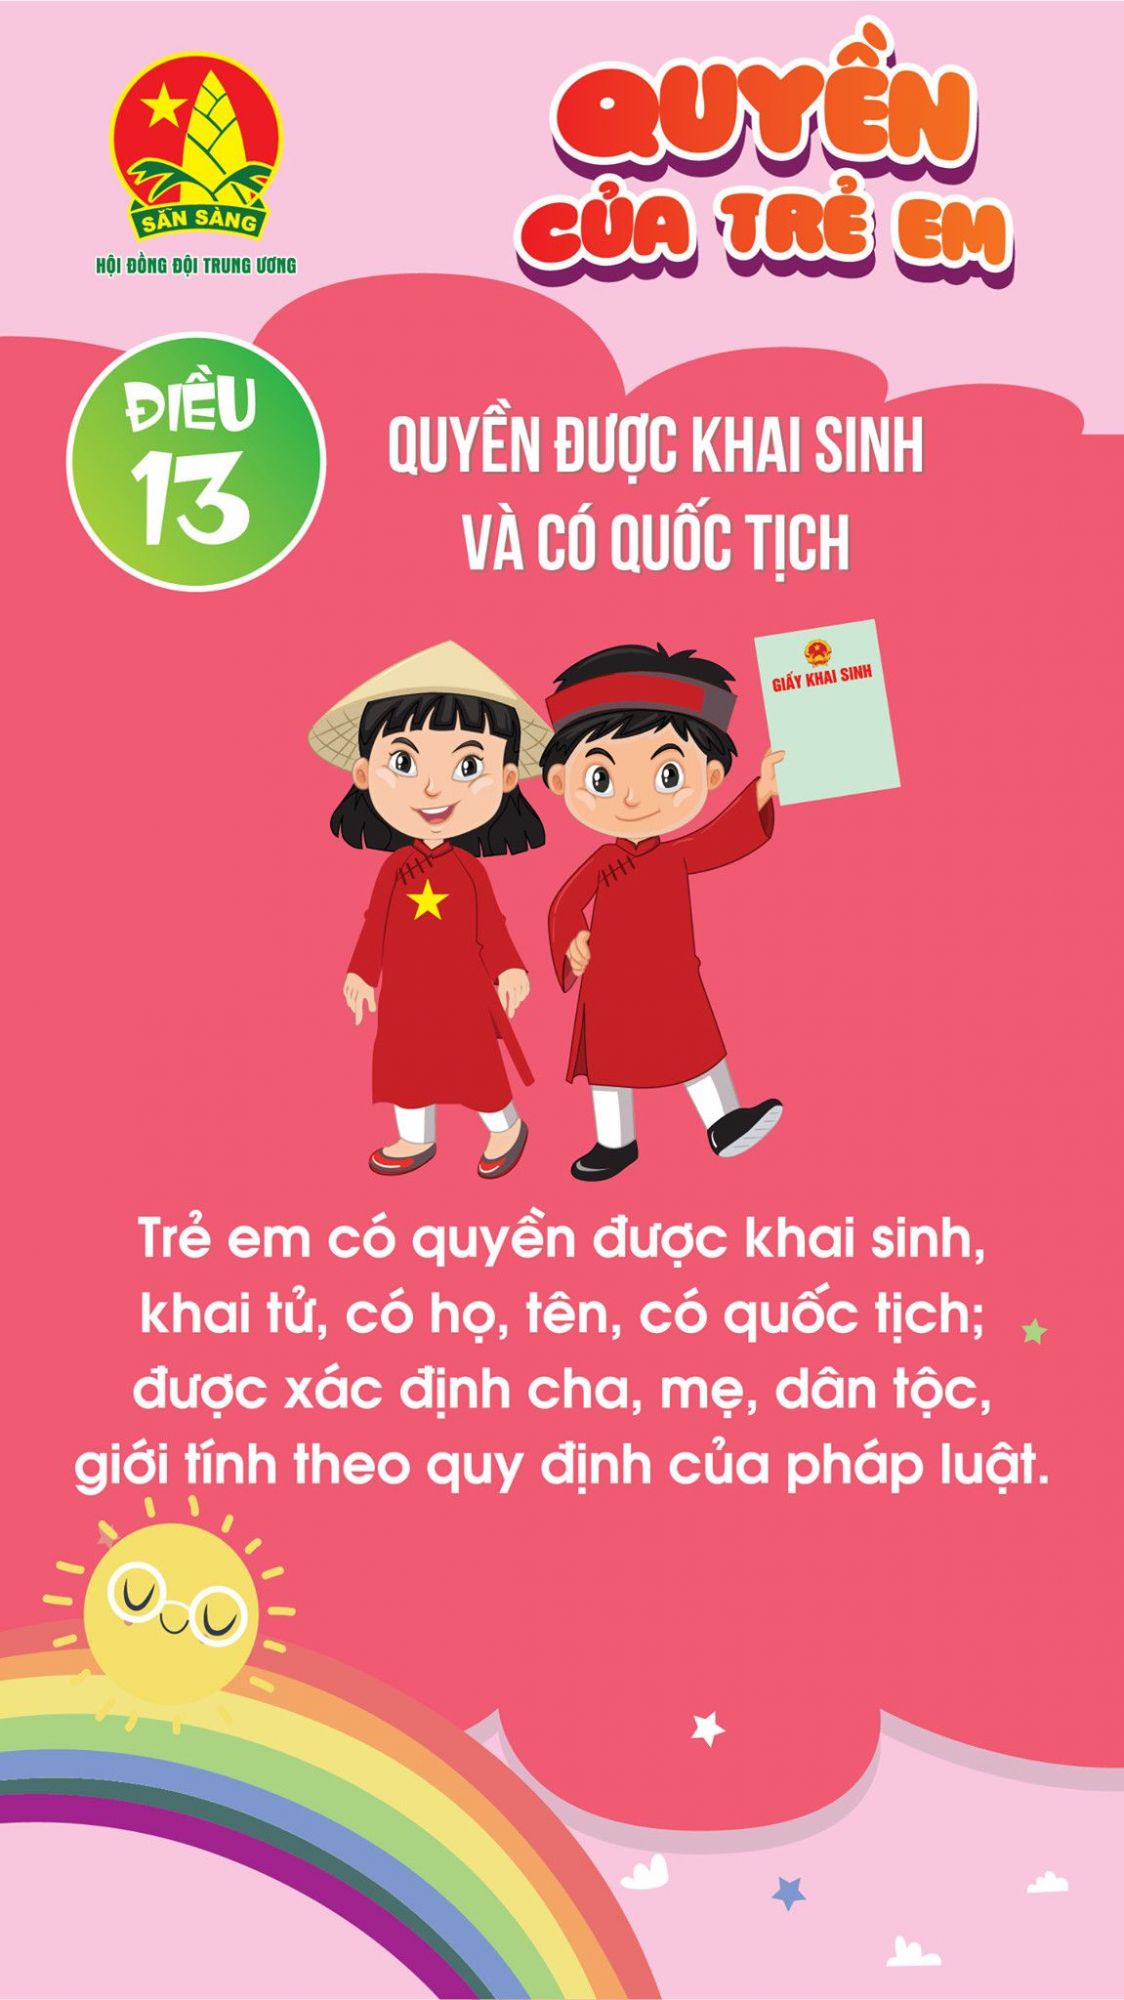 SẴN SÀNG
HỘI ĐỒNG ĐỘI TRUNG ƯƠNG
QUYỀN
CỦA TRẺ EM
ĐIỀU
13
QUYỀN ĐƯỢC KHAI SINH
VÀ CÓ QUỐC TỊCH
GIẤY KHAI SINH
Trẻ em có quyền được khai sinh,
khai tử, có họ, tên, có quốc tịch;
được xác định cha, mẹ, dân tộc,
giới tính theo quy định của pháp luật.